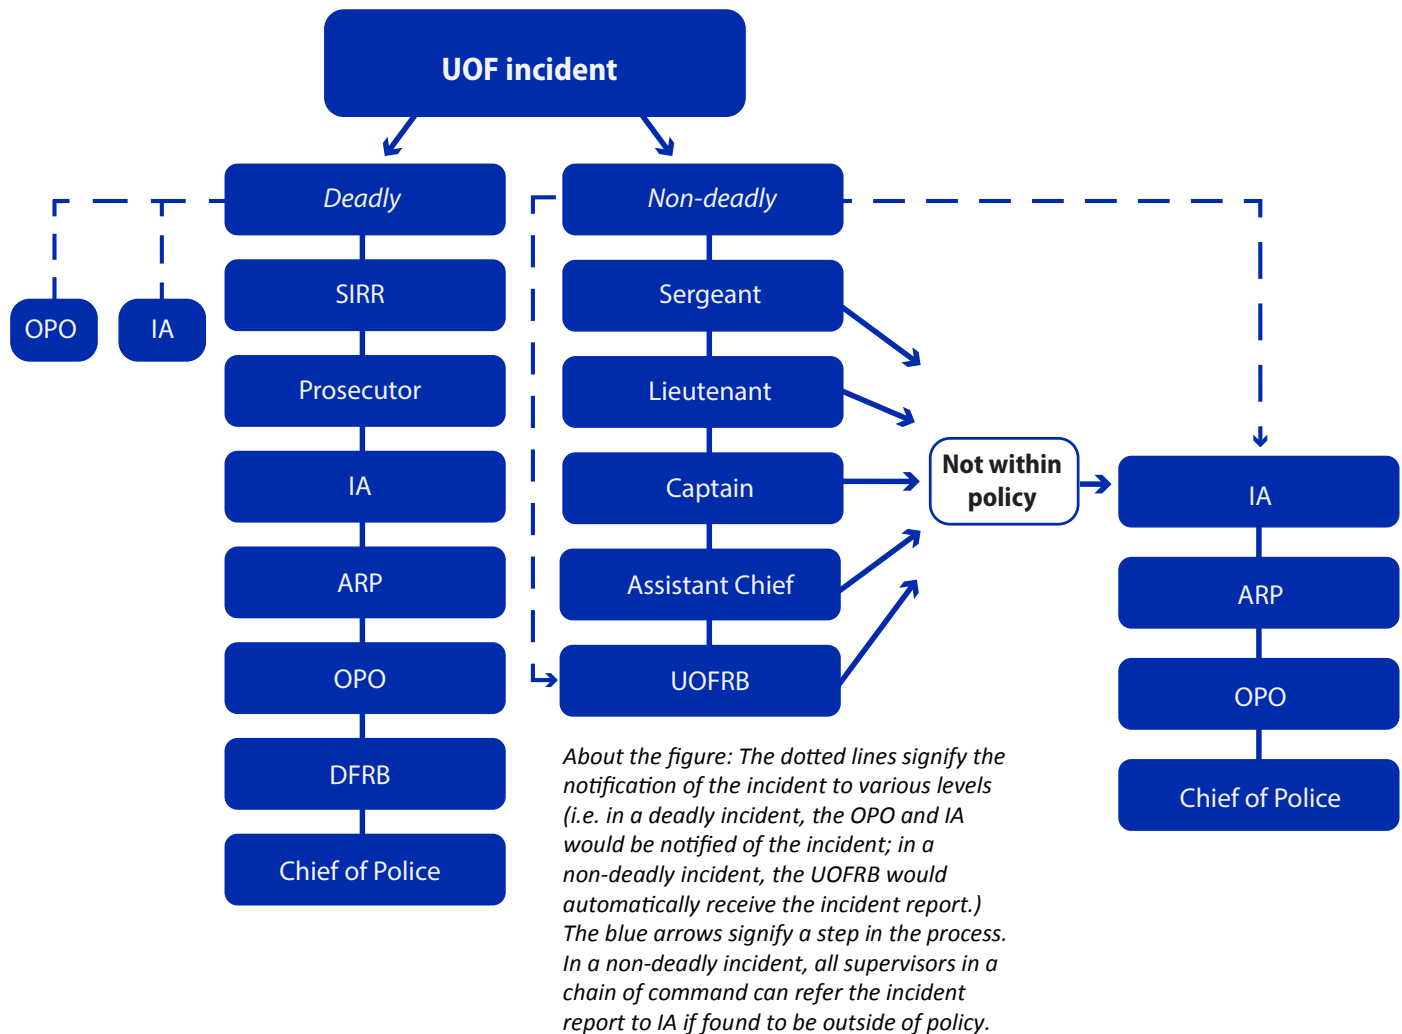 UOF incident
Deadly
Non-deadly
OPO
IA
SIRR
Prosecutor
IA
ARP
OPO
DFRB
Chief of Police
Sergeant
Lieutenant
Captain
Assistant Chief
UOFRB
Not within
policy
IA
ARP
OPO
Chief of Police
About the figure: The dotted lines signify the
notification of the incident to various levels
(i.e. in a deadly incident, the OPO and IA
would be notified of the incident; in a
non-deadly incident, the UOFRB would
automatically receive the incident report.)
The blue arrows signify a step in the process.
In a non-deadly incident, all supervisors in a
chain of command can refer the incident
report to IA if found to be outside of policy.